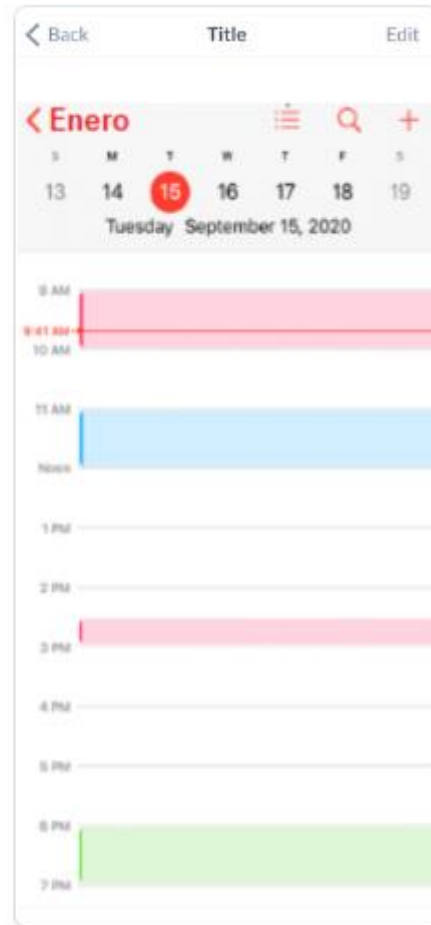 Back Title Edit
Enero
S M T W T F S
13 14 15 16 17 18 19
Tuesday September 15, 2020
9 AM
9:41 AM
10 AM
11 AM
Noon
1 PM
2 PM
3 PM
4 PM
5 PM
6 PM
7 PM